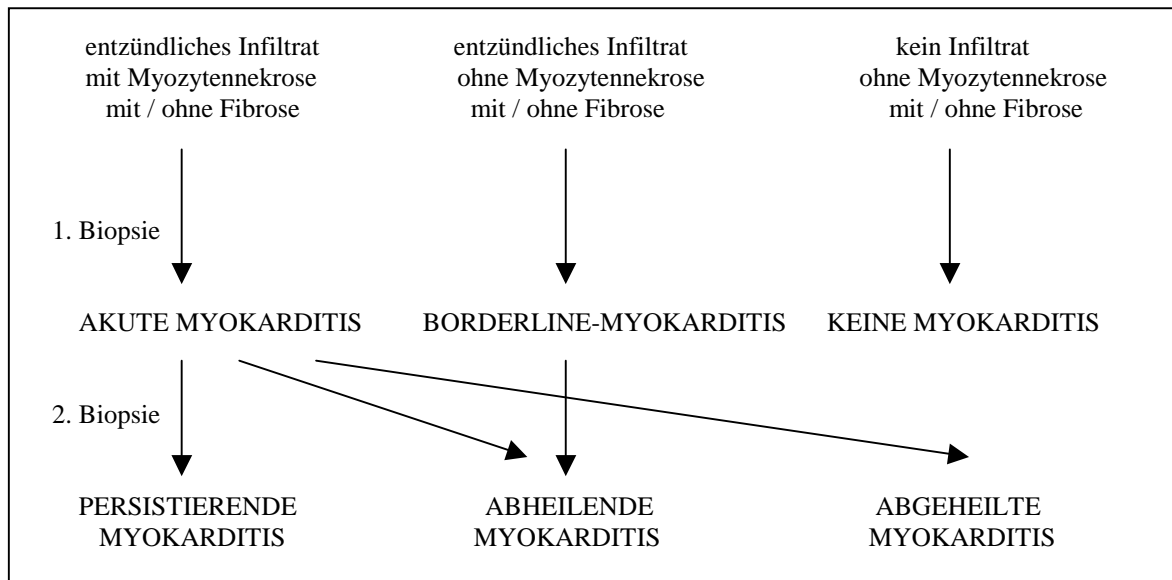 entzündliches Infiltrat
mit Myozytennekrose
mit / ohne Fibrose
entzündliches Infiltrat
ohne Myozytennekrose
mit / ohne Fibrose
kein Infiltrat
ohne Myozytennekrose
mit / ohne Fibrose
1. Biopsie
AKUTE MYOKARDITIS
BORDERLINE-MYOKARDITIS
KEINE MYOKARDITIS
2. Biopsie
PERSISTIERENDE
MYOKARDITIS
ABHEILENDE
MYOKARDITIS
ABGEHEILTE
MYOKARDITIS